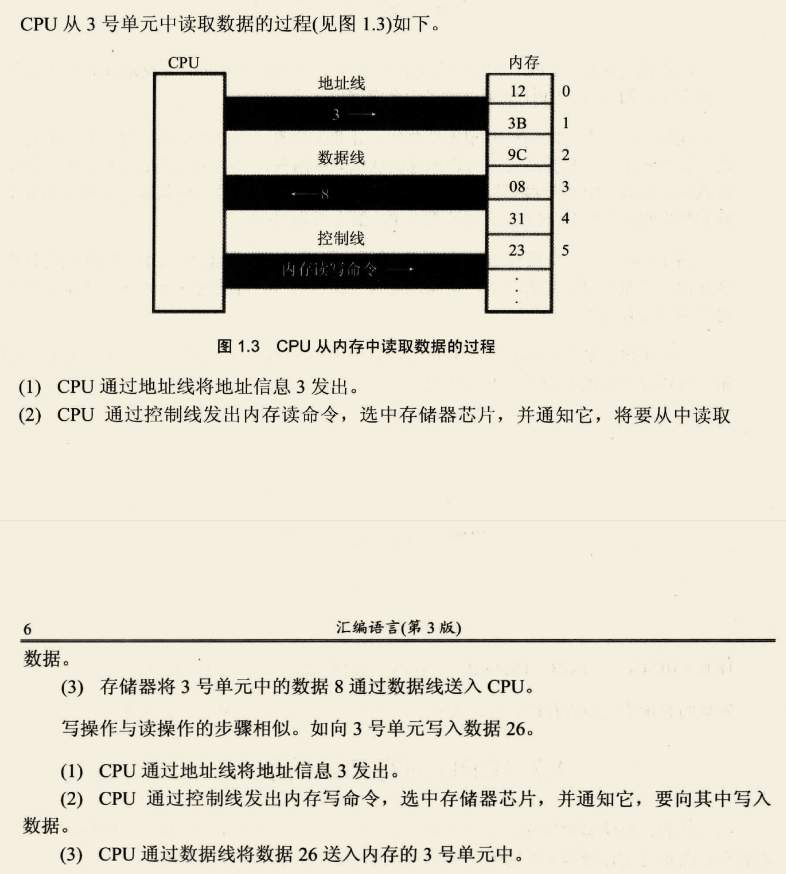 CPU 从 3 号单元中读取数据的过程(见图 1.3)如下。
CPU
内存
地址线
3 →
数据线
← 8
控制线
内存读写命令 →
12 0
3B 1
9C 2
08 3
31 4
23 5
图 1.3 CPU 从内存中读取数据的过程
(1) CPU 通过地址线将地址信息 3 发出。
(2) CPU 通过控制线发出内存读命令，选中存储器芯片，并通知它，将要从中读取
6 汇编语言(第 3 版)
数据。
(3) 存储器将 3 号单元中的数据 8 通过数据线送入 CPU。
写操作与读操作的步骤相似。如向 3 号单元写入数据 26。
(1) CPU 通过地址线将地址信息 3 发出。
(2) CPU 通过控制线发出内存写命令，选中存储器芯片，并通知它，要向其中写入
数据。
(3) CPU 通过数据线将数据 26 送入内存的 3 号单元中。